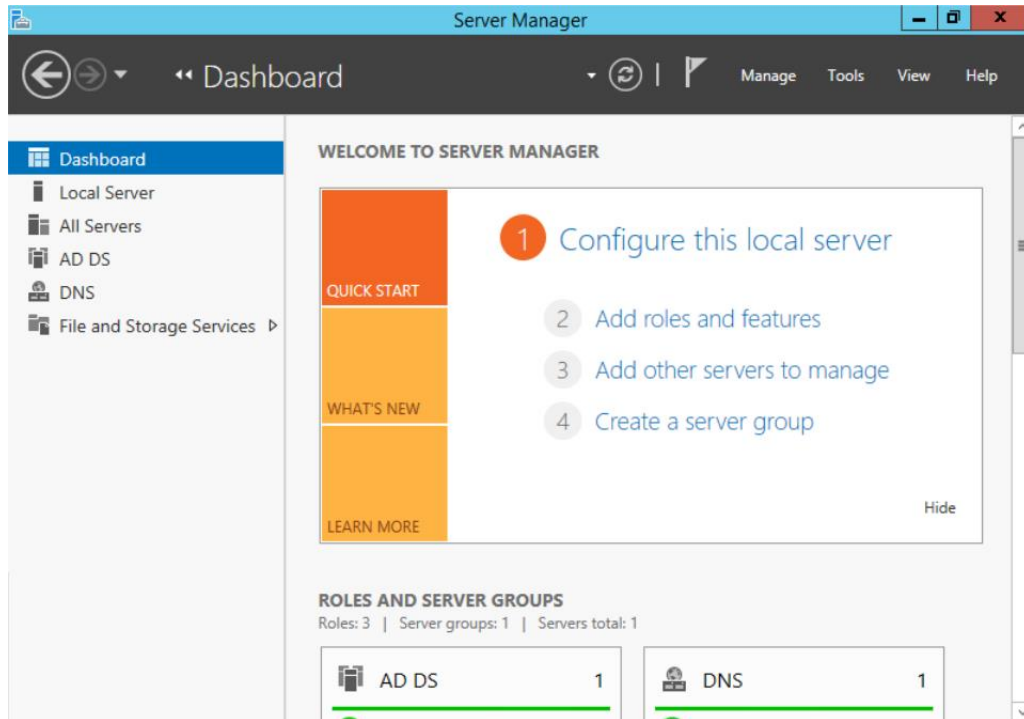 Server Manager
Dashboard
Manage Tools View Help
Dashboard
Local Server
All Servers
AD DS
DNS
File and Storage Services
WELCOME TO SERVER MANAGER
QUICK START
WHAT'S NEW
LEARN MORE
1 Configure this local server
2 Add roles and features
3 Add other servers to manage
4 Create a server group
Hide
ROLES AND SERVER GROUPS
Roles: 3 | Server groups: 1 | Servers total: 1
AD DS 1
DNS 1